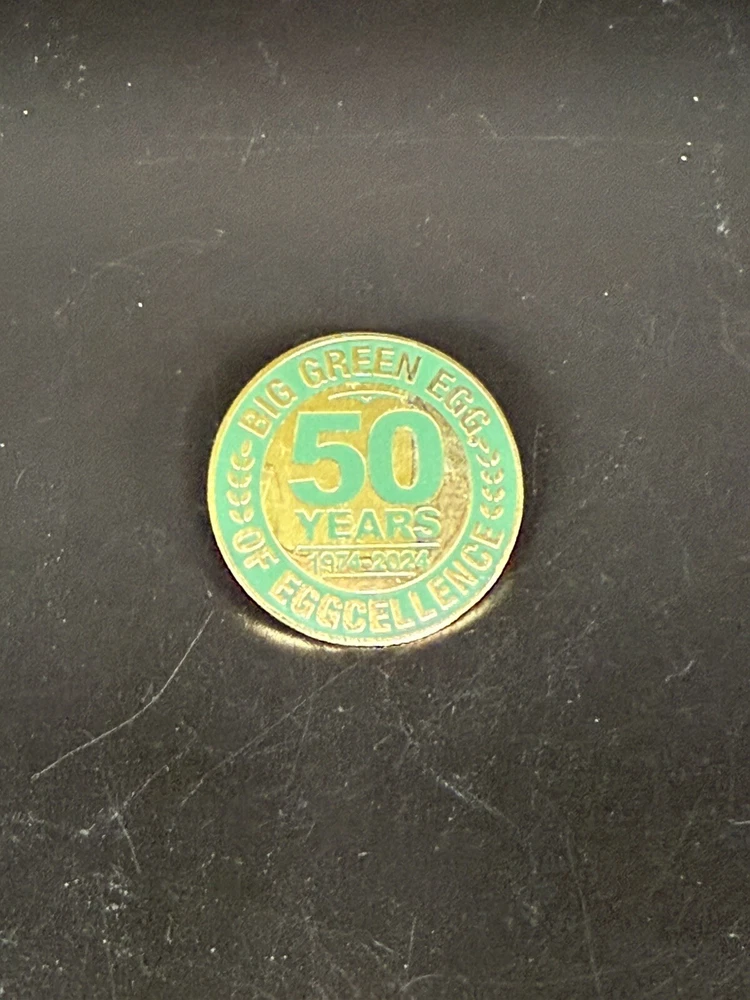 BIG GREEN EGG
50
YEARS
1974-2024
OF EGGCELLENCE